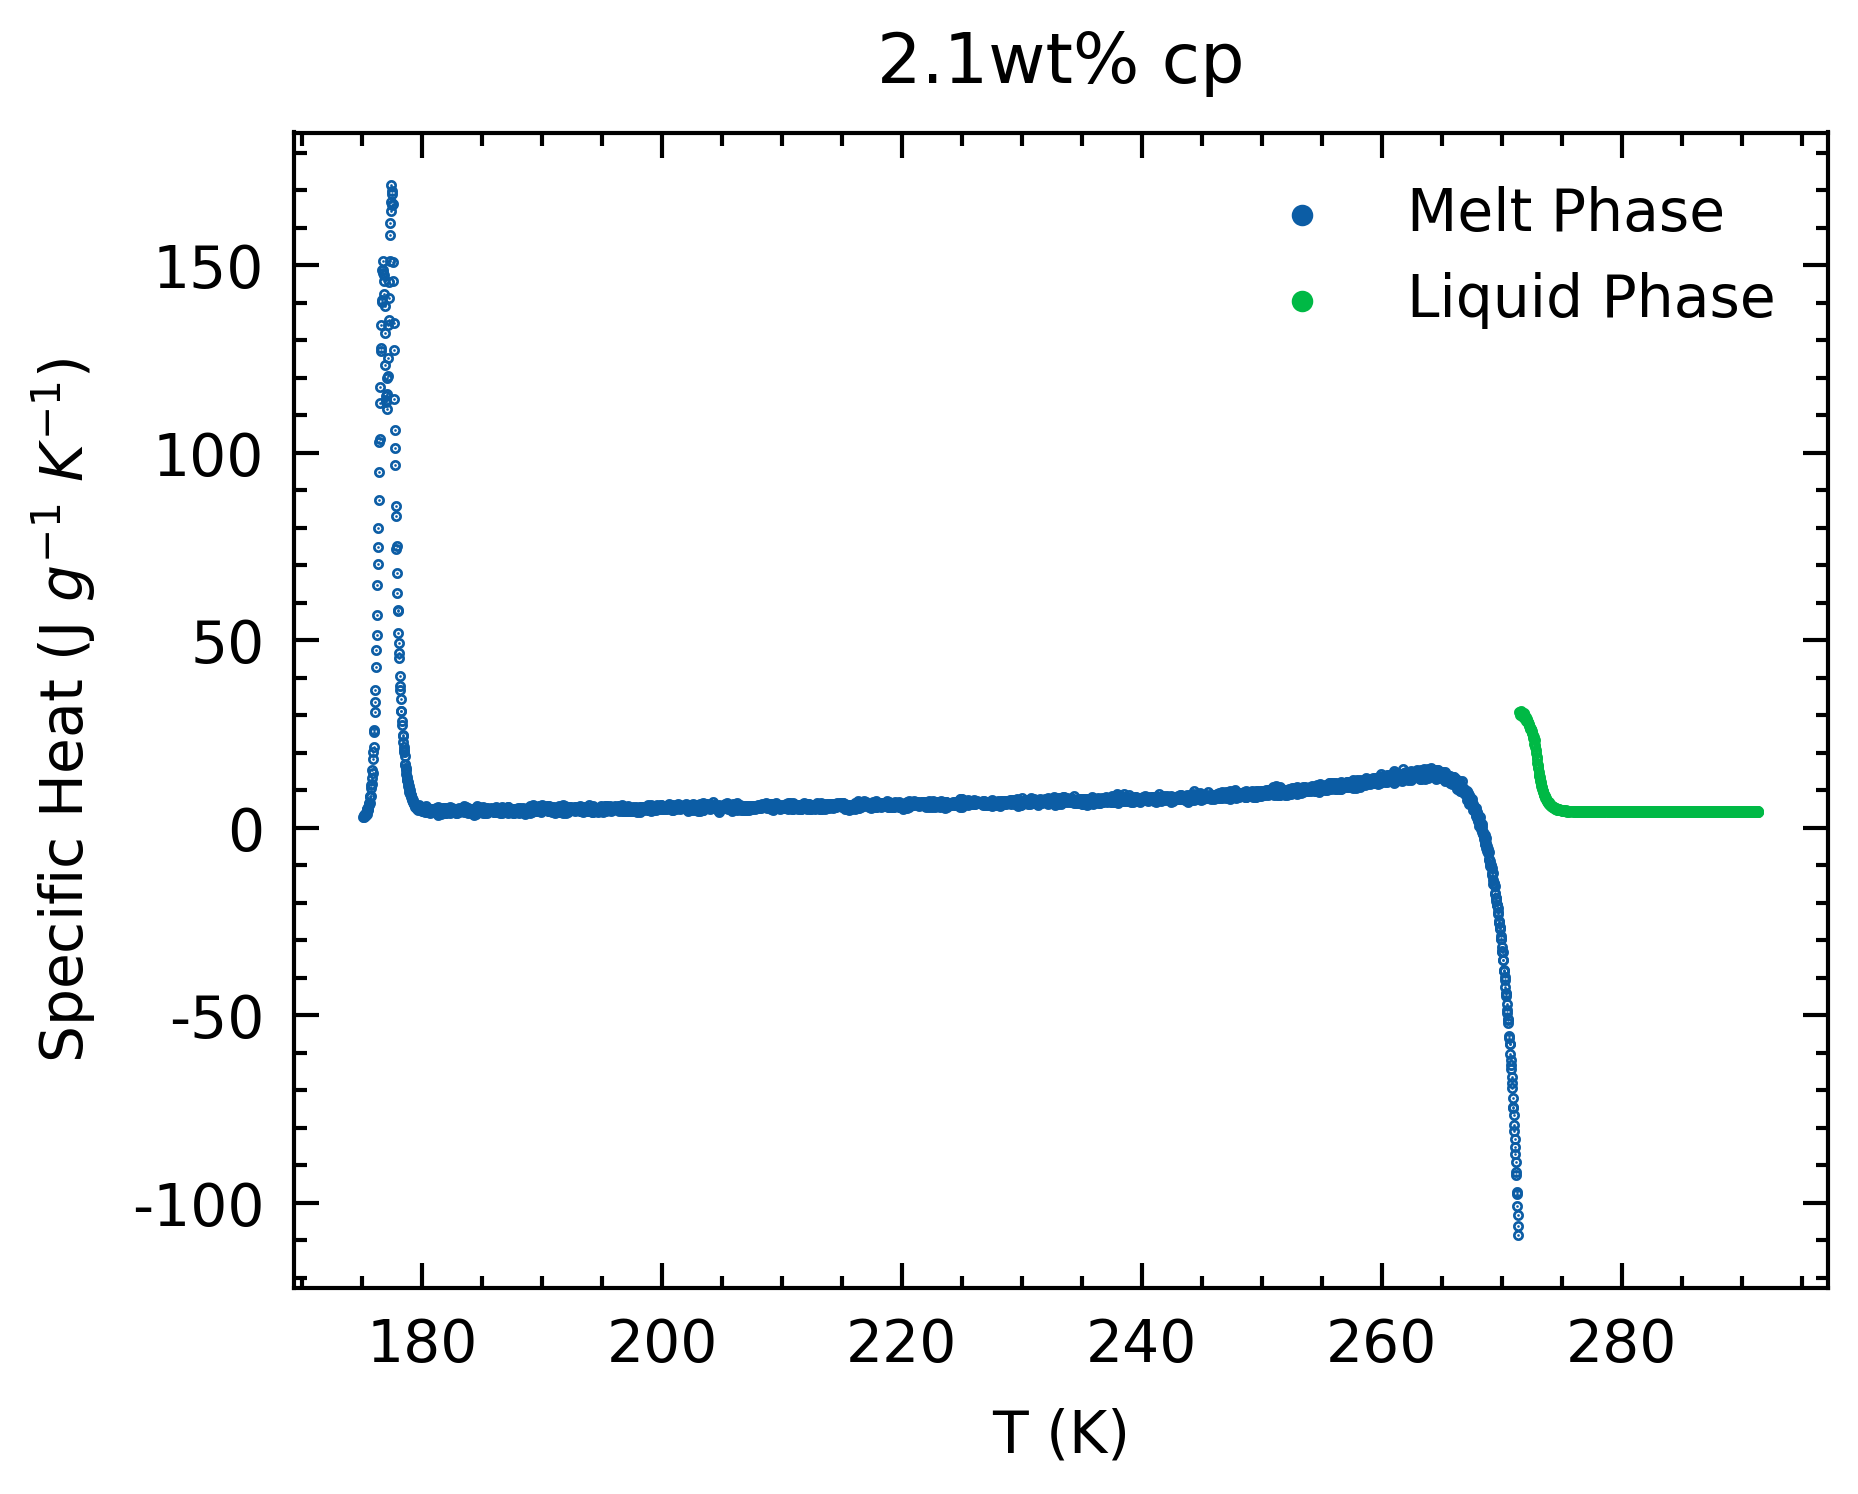 2.1wt% cp
Melt Phase
Liquid Phase
Specific Heat (J g⁻¹ K⁻¹)
150
100
50
0
-50
-100
180 200 220 240 260 280
T (K)